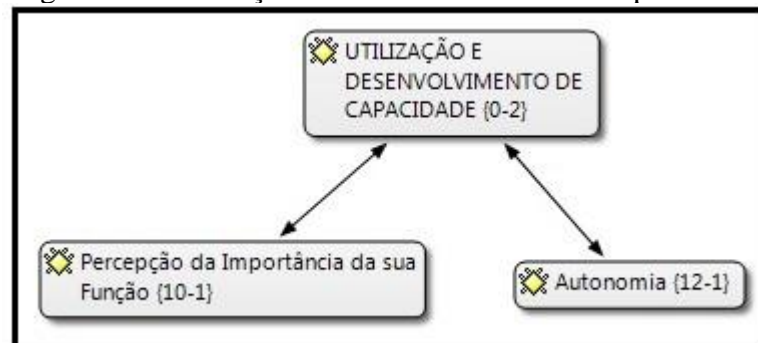 UTILIZAÇÃO E
DESENVOLVIMENTO DE
CAPACIDADE {0-2}
Percepção da Importância da sua
Função {10-1}
Autonomia {12-1}